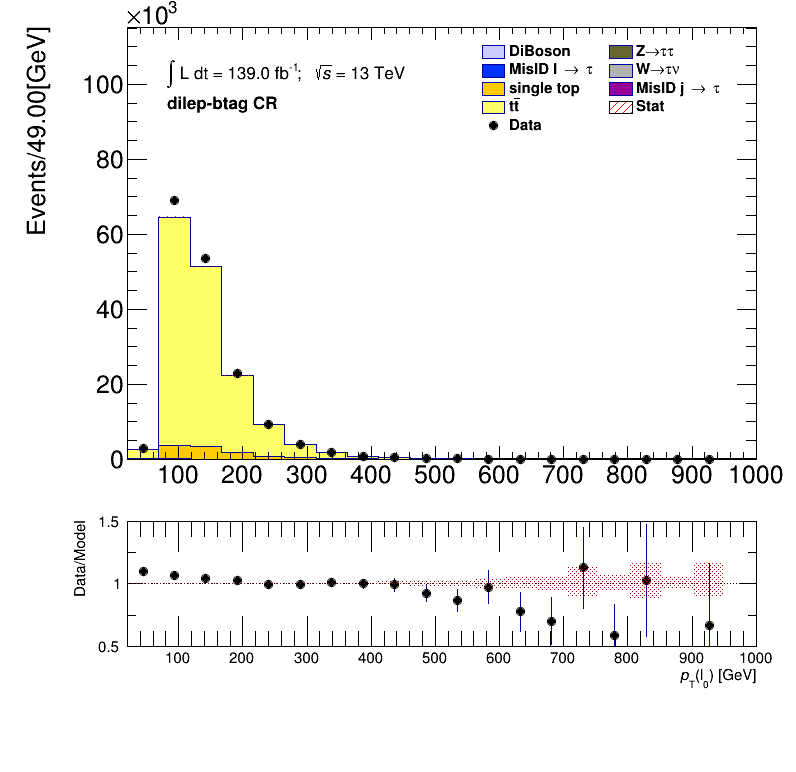 ×10³
Events/49.00[GeV]
100
80
60
40
20
0
∫ L dt = 139.0 fb⁻¹; √s = 13 TeV
dilep-btag CR
DiBoson
MisID l → τ
single top
tt̄
Data
Z→ττ
W→τν
MisID j → τ
Stat
100 200 300 400 500 600 700 800 900 1000
Data/Model
1.5
1
0.5
100 200 300 400 500 600 700 800 900 1000
p_T(l_0) [GeV]